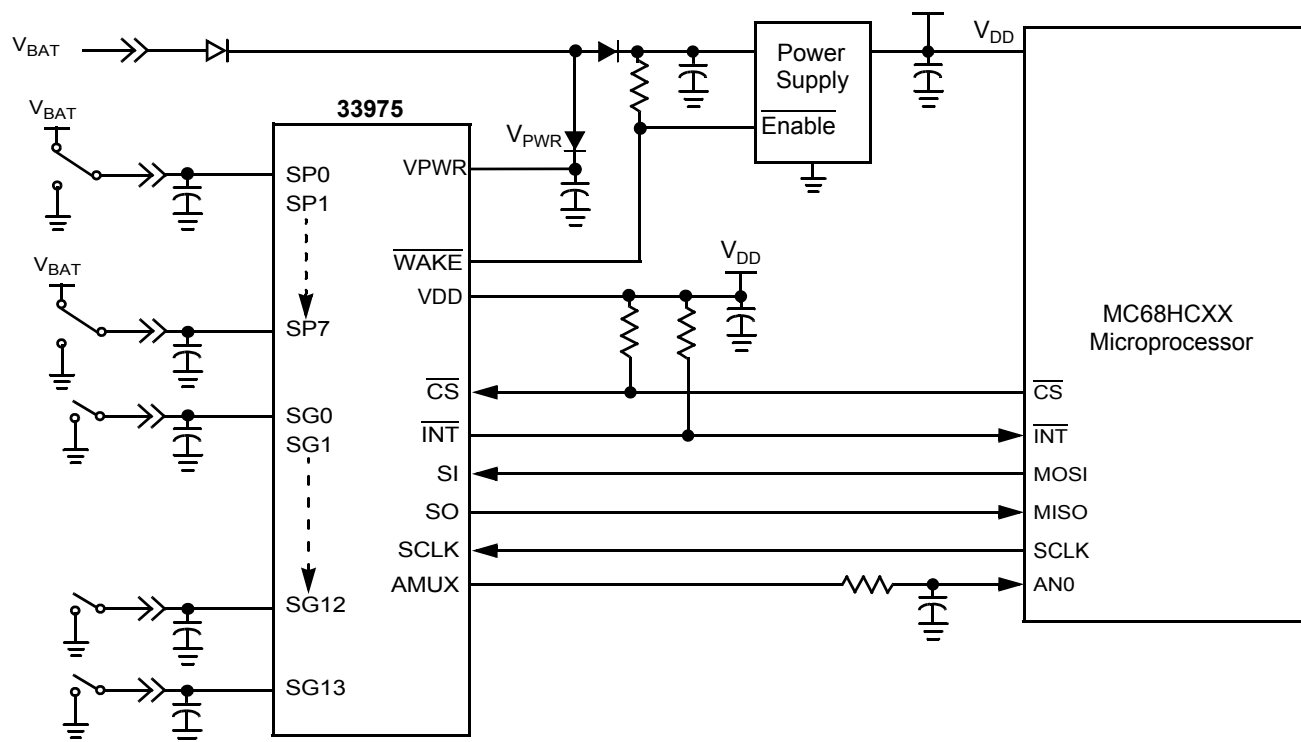 V_BAT
V_DD
Power
Supply
Enable
33975
V_BAT
V_PWR
SP0
VPWR
SP1
WAKE
V_BAT
V_DD
VDD
SP7
MC68HCXX
Microprocessor
CS
CS
SG0
INT
INT
SG1
SI
MOSI
SO
MISO
SCLK
SCLK
AMUX
AN0
SG12
SG13